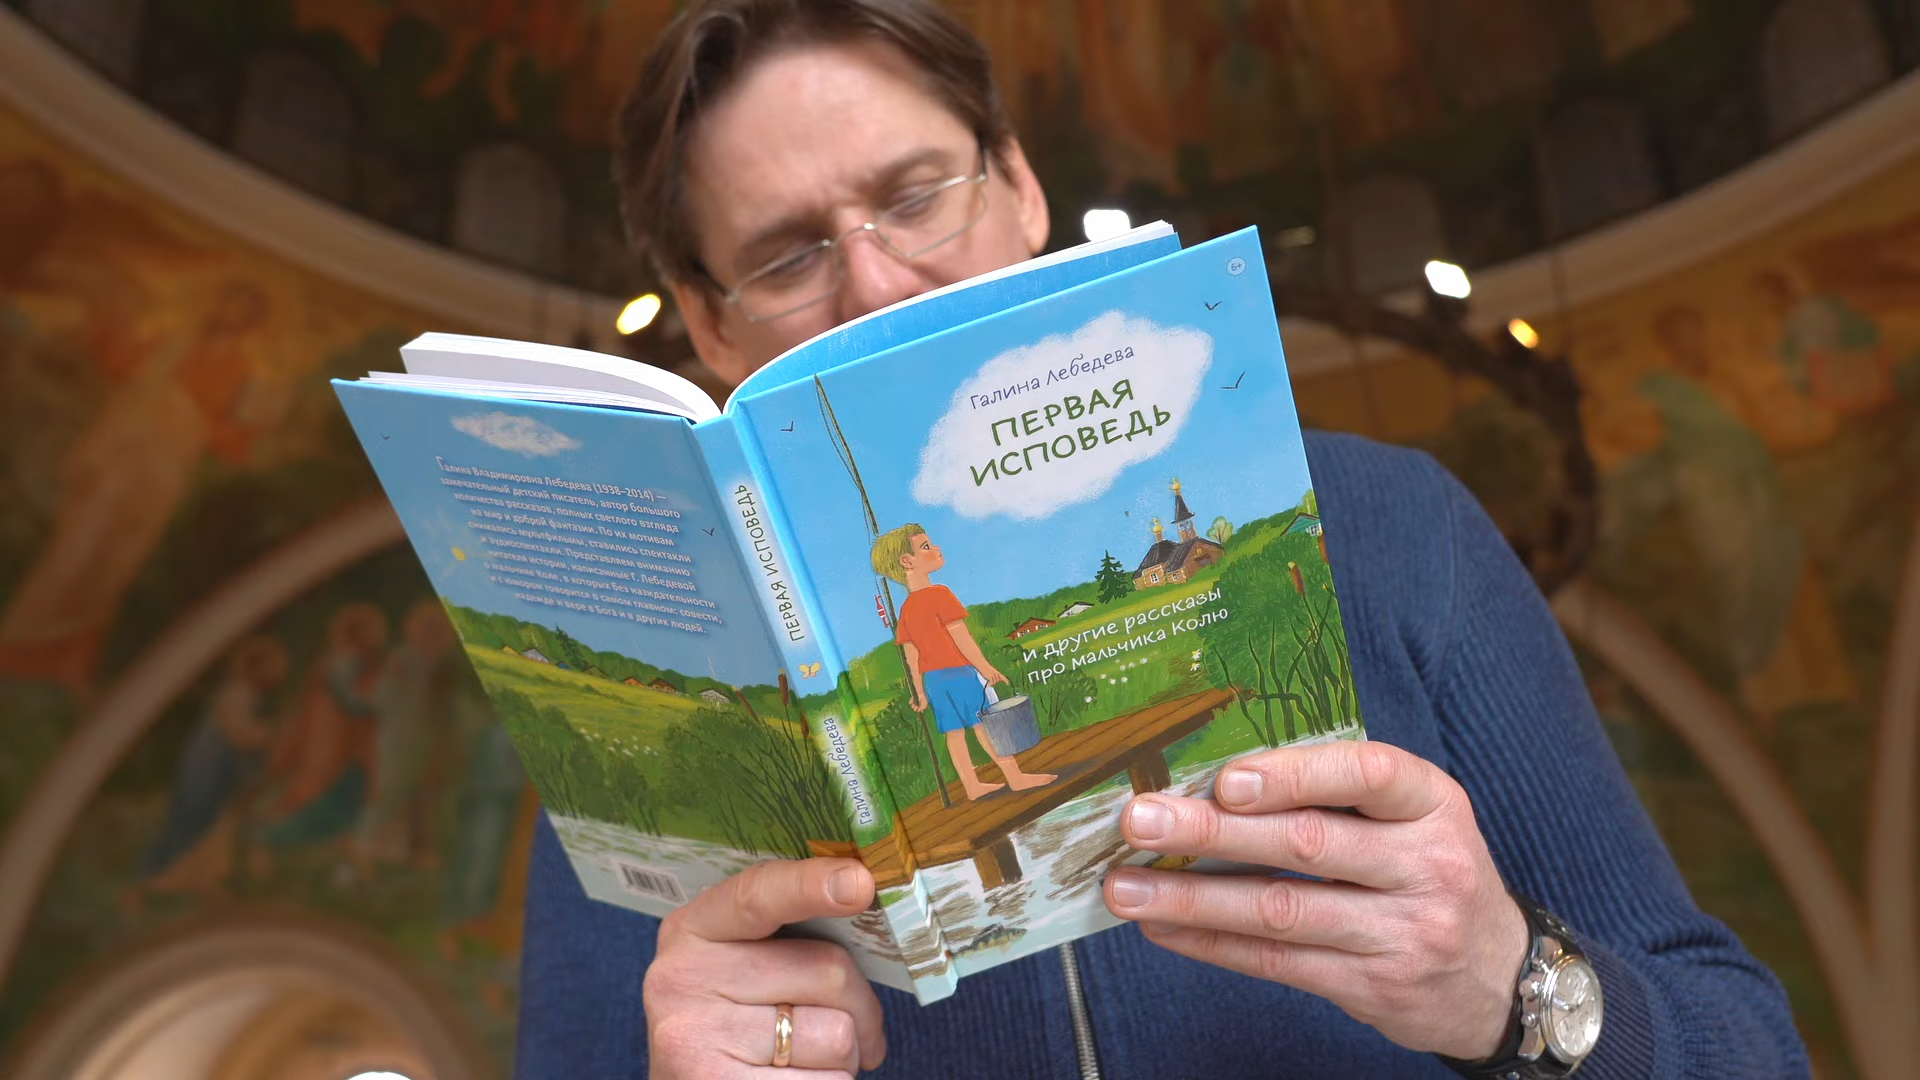 Галина Владимировна Лебедева (1938–2014) —
замечательный детский писатель, автор большого
количества рассказов, полных светлого взгляда
на мир и доброй фантазии. По их мотивам
снимались мультфильмы, ставились спектакли
и аудиоспектакли. Представляем вниманию
читателя истории, написанные Г. Лебедевой
о мальчике Коле, в которых без назидательности
и с юмором говорится о самом главном: совести,
надежде и вере в Бога и в других людей.
ПЕРВАЯ ИСПОВЕДЬ
Галина Лебедева
6+
Галина Лебедева
ПЕРВАЯ
ИСПОВЕДЬ
и другие рассказы
про мальчика Колю